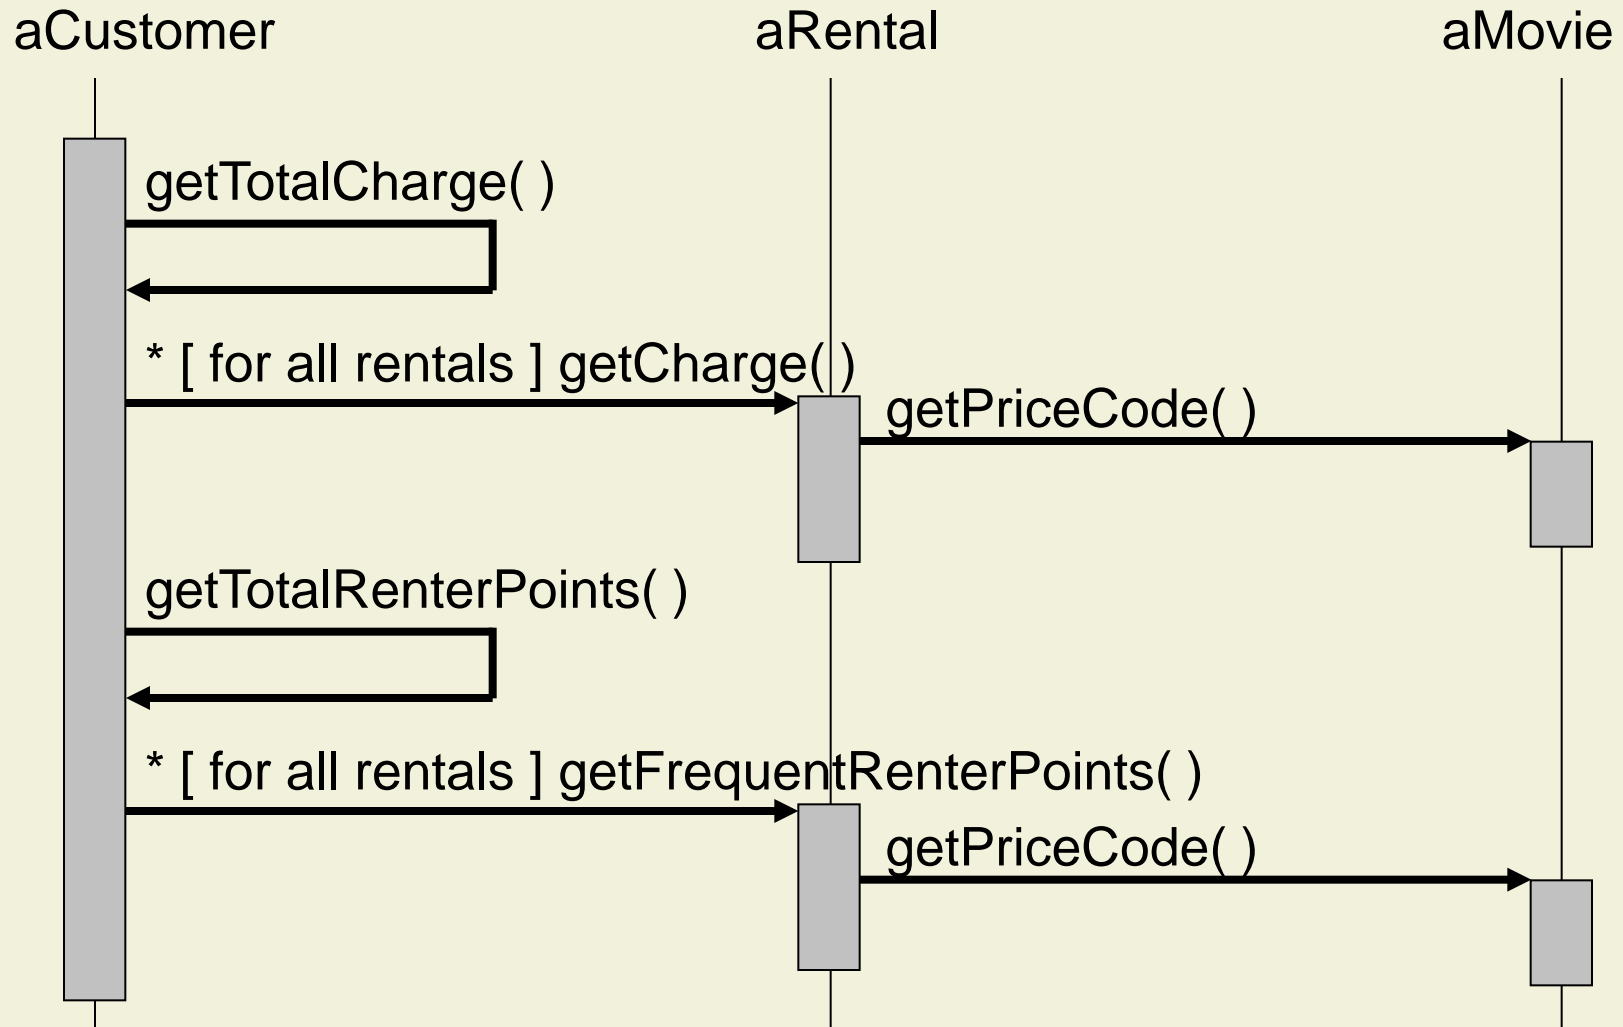 aCustomer
aRental
aMovie
getTotalCharge( )
* [ for all rentals ] getCharge( )
getPriceCode( )
getTotalRenterPoints( )
* [ for all rentals ] getFrequentRenterPoints( )
getPriceCode( )